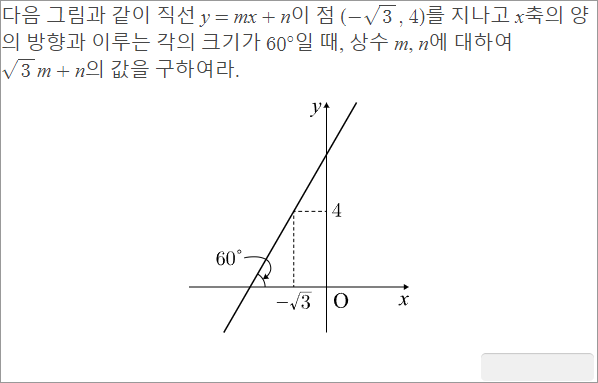 다음 그림과 같이 직선 y = mx + n이 점 (−√3 , 4)를 지나고 x축의 양
의 방향과 이루는 각의 크기가 60°일 때, 상수 m, n에 대하여
√3 m + n의 값을 구하여라.
y
4
60°
−√3
O
x